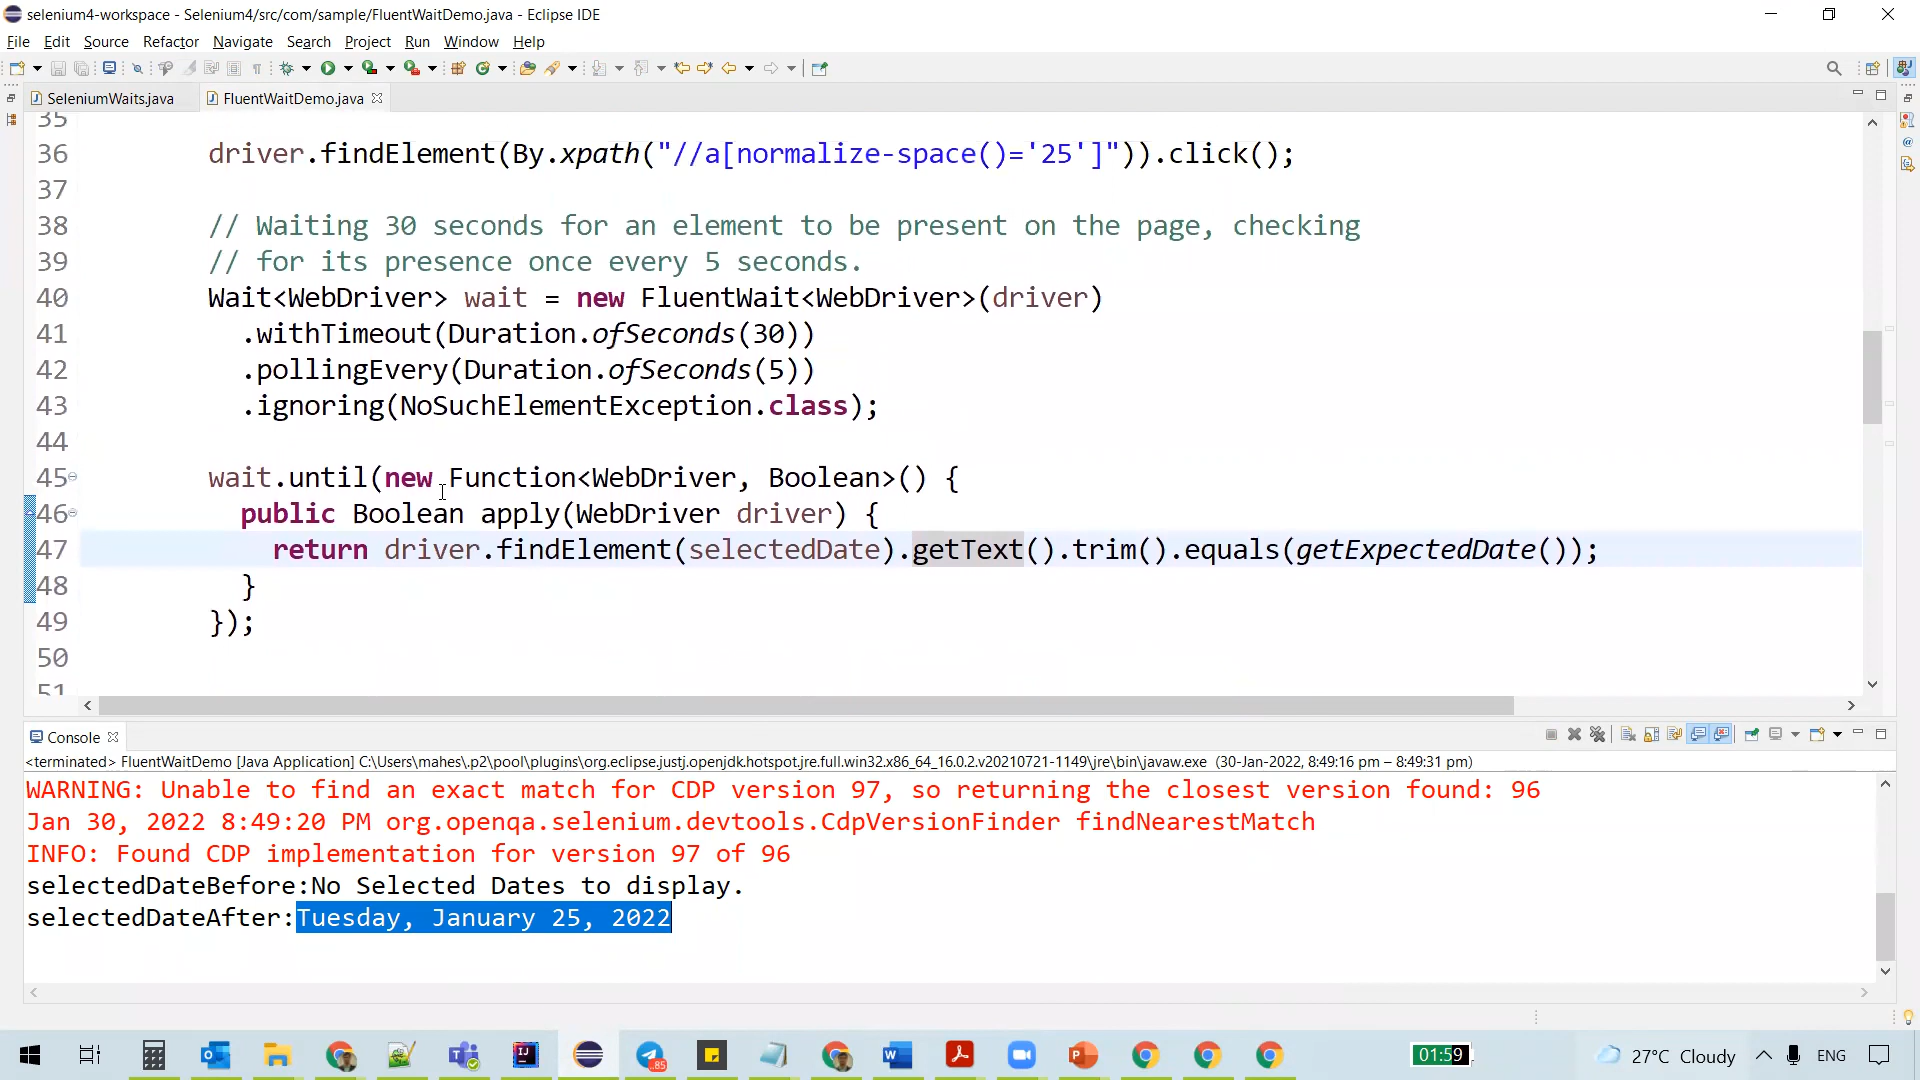 selenium4-workspace - Selenium4/src/com/sample/FluentWaitDemo.java - Eclipse IDE
File Edit Source Refactor Navigate Search Project Run Window Help
SeleniumWaits.java FluentWaitDemo.java
35
36 driver.findElement(By.xpath("//a[normalize-space()='25']")).click();
37
38 // Waiting 30 seconds for an element to be present on the page, checking
39 // for its presence once every 5 seconds.
40 Wait<WebDriver> wait = new FluentWait<WebDriver>(driver)
41 .withTimeout(Duration.ofSeconds(30))
42 .pollingEvery(Duration.ofSeconds(5))
43 .ignoring(NoSuchElementException.class);
44
45 wait.until(new Function<WebDriver, Boolean>() {
46 public Boolean apply(WebDriver driver) {
47 return driver.findElement(selectedDate).getText().trim().equals(getExpectedDate());
48 }
49 });
50
51
Console
<terminated> FluentWaitDemo [Java Application] C:\Users\mahes\.p2\pool\plugins\org.eclipse.justj.openjdk.hotspot.jre.full.win32.x86_64_16.0.2.v20210721-1149\jre\bin\javaw.exe (30-Jan-2022, 8:49:16 pm – 8:49:31 pm)
WARNING: Unable to find an exact match for CDP version 97, so returning the closest version found: 96
Jan 30, 2022 8:49:20 PM org.openqa.selenium.devtools.CdpVersionFinder findNearestMatch
INFO: Found CDP implementation for version 97 of 96
selectedDateBefore:No Selected Dates to display.
selectedDateAfter:Tuesday, January 25, 2022
85 01:59 27°C Cloudy ENG